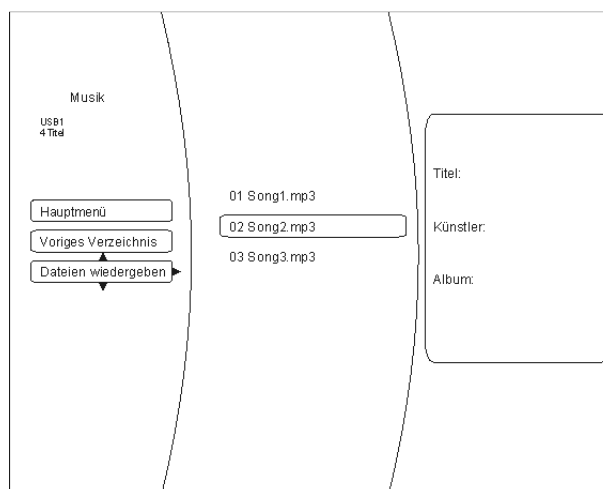 Musik
USB1
4 Titel
Hauptmenü
Voriges Verzeichnis
Dateien wiedergeben
01 Song1.mp3
02 Song2.mp3
03 Song3.mp3
Titel:
Künstler:
Album: